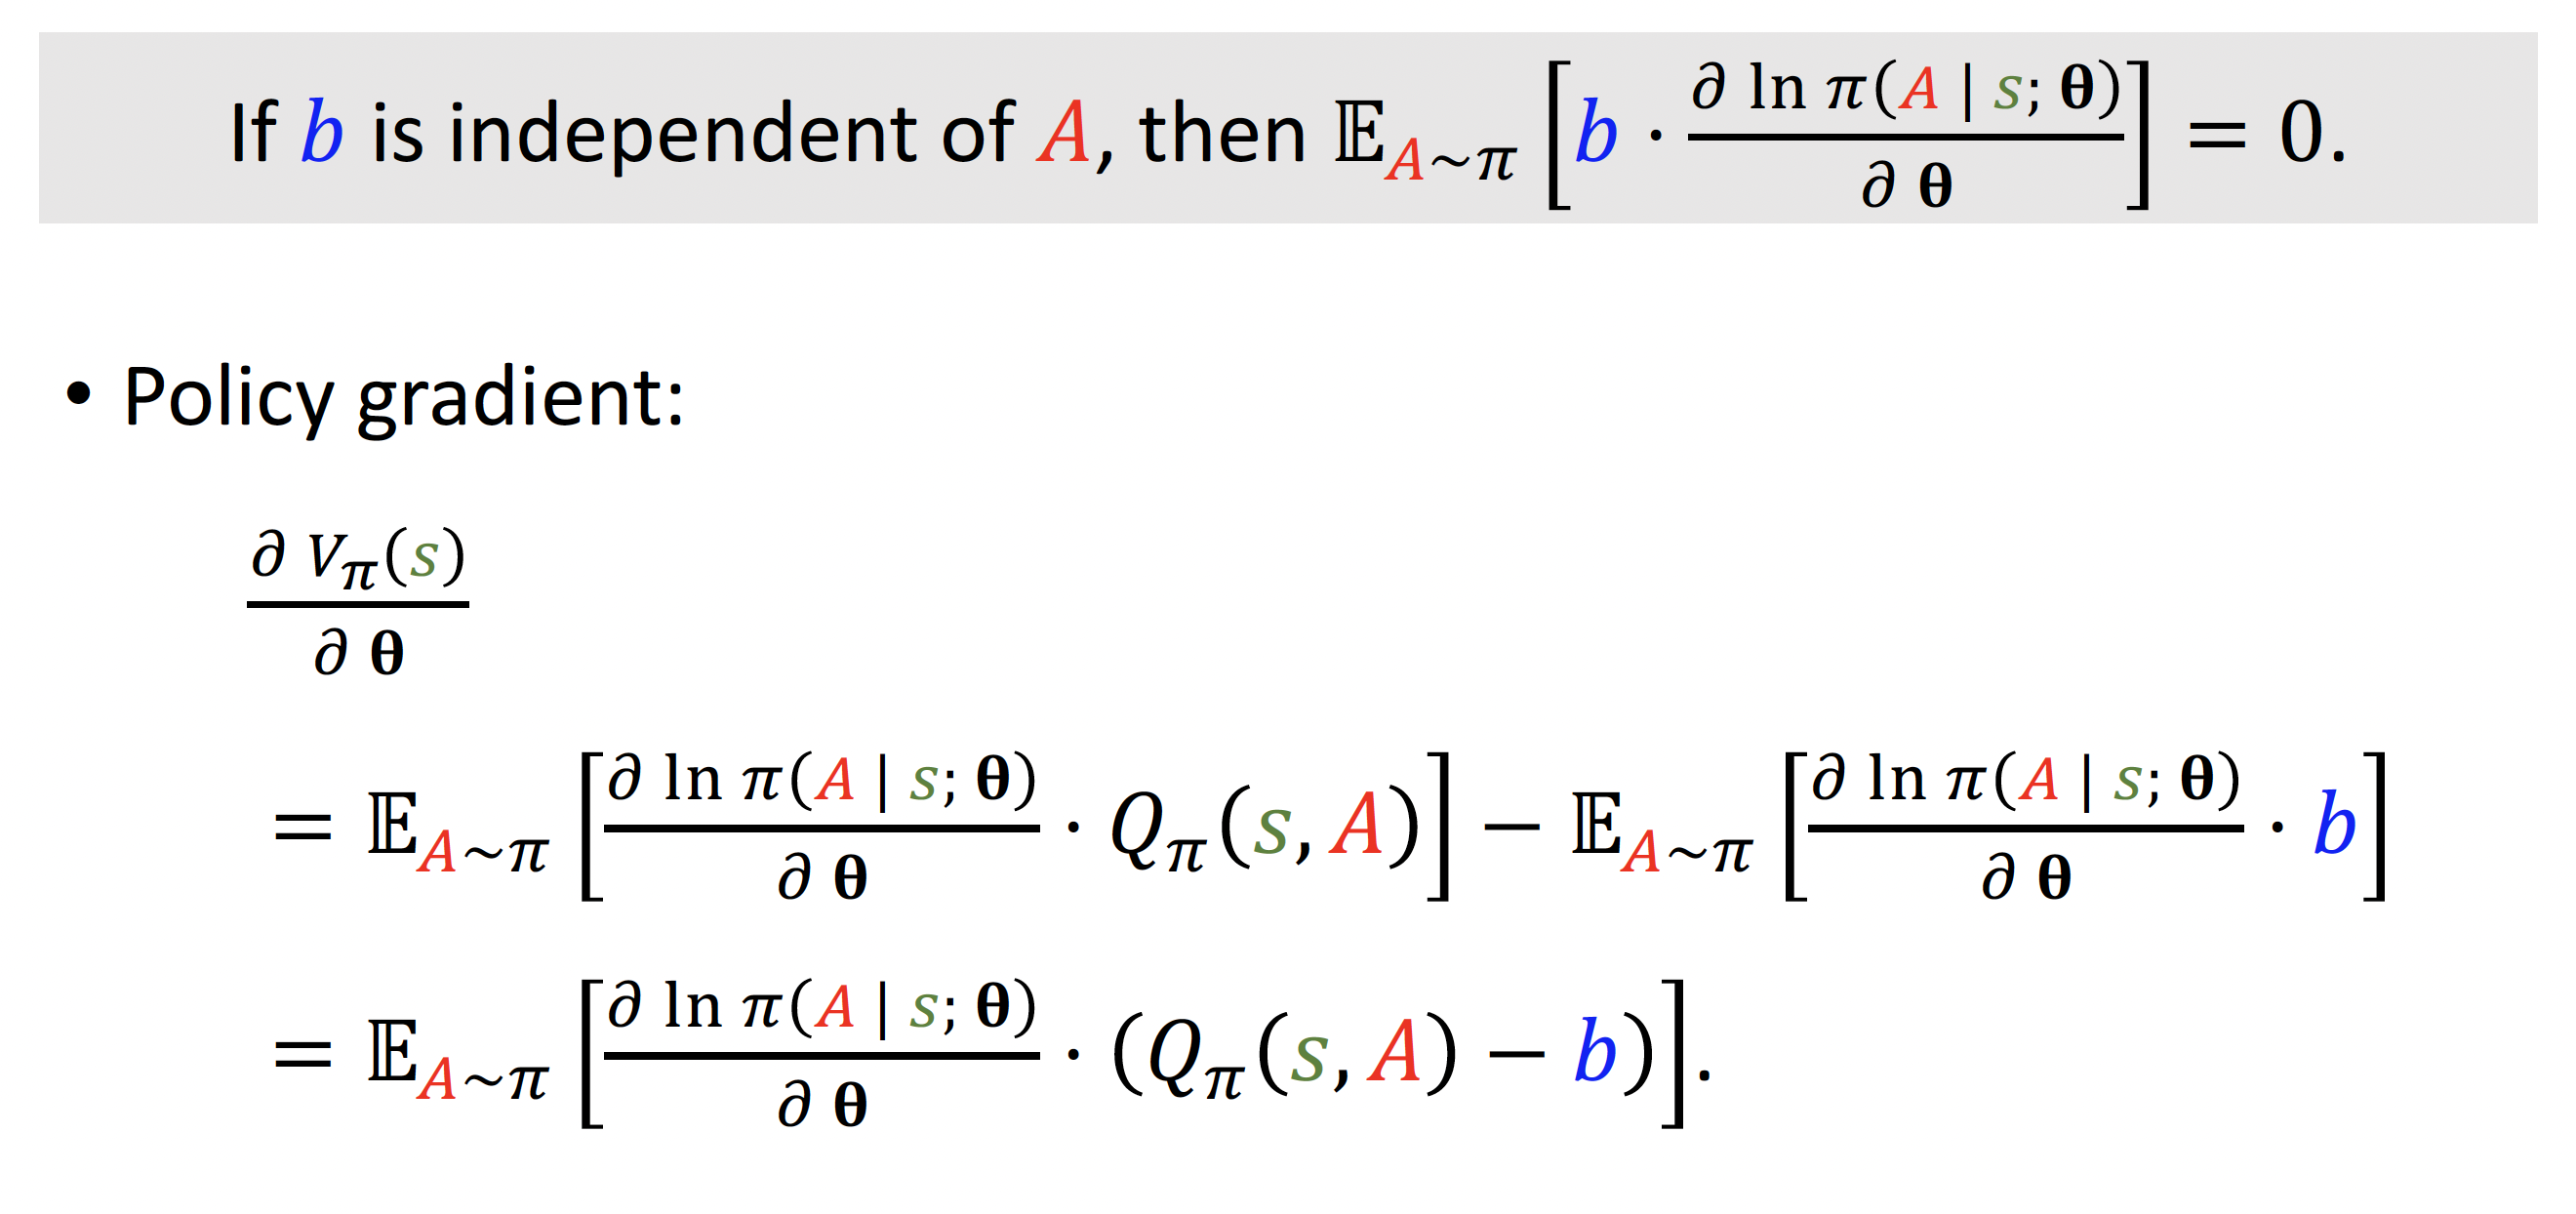 If b is independent of A, then 𝔼_{A~π} [b · ∂ ln π(A | s; θ) / ∂ θ] = 0.
• Policy gradient:
∂ V_π(s) / ∂ θ
= 𝔼_{A~π} [∂ ln π(A | s; θ) / ∂ θ · Q_π(s, A)] − 𝔼_{A~π} [∂ ln π(A | s; θ) / ∂ θ · b]
= 𝔼_{A~π} [∂ ln π(A | s; θ) / ∂ θ · (Q_π(s, A) − b)].